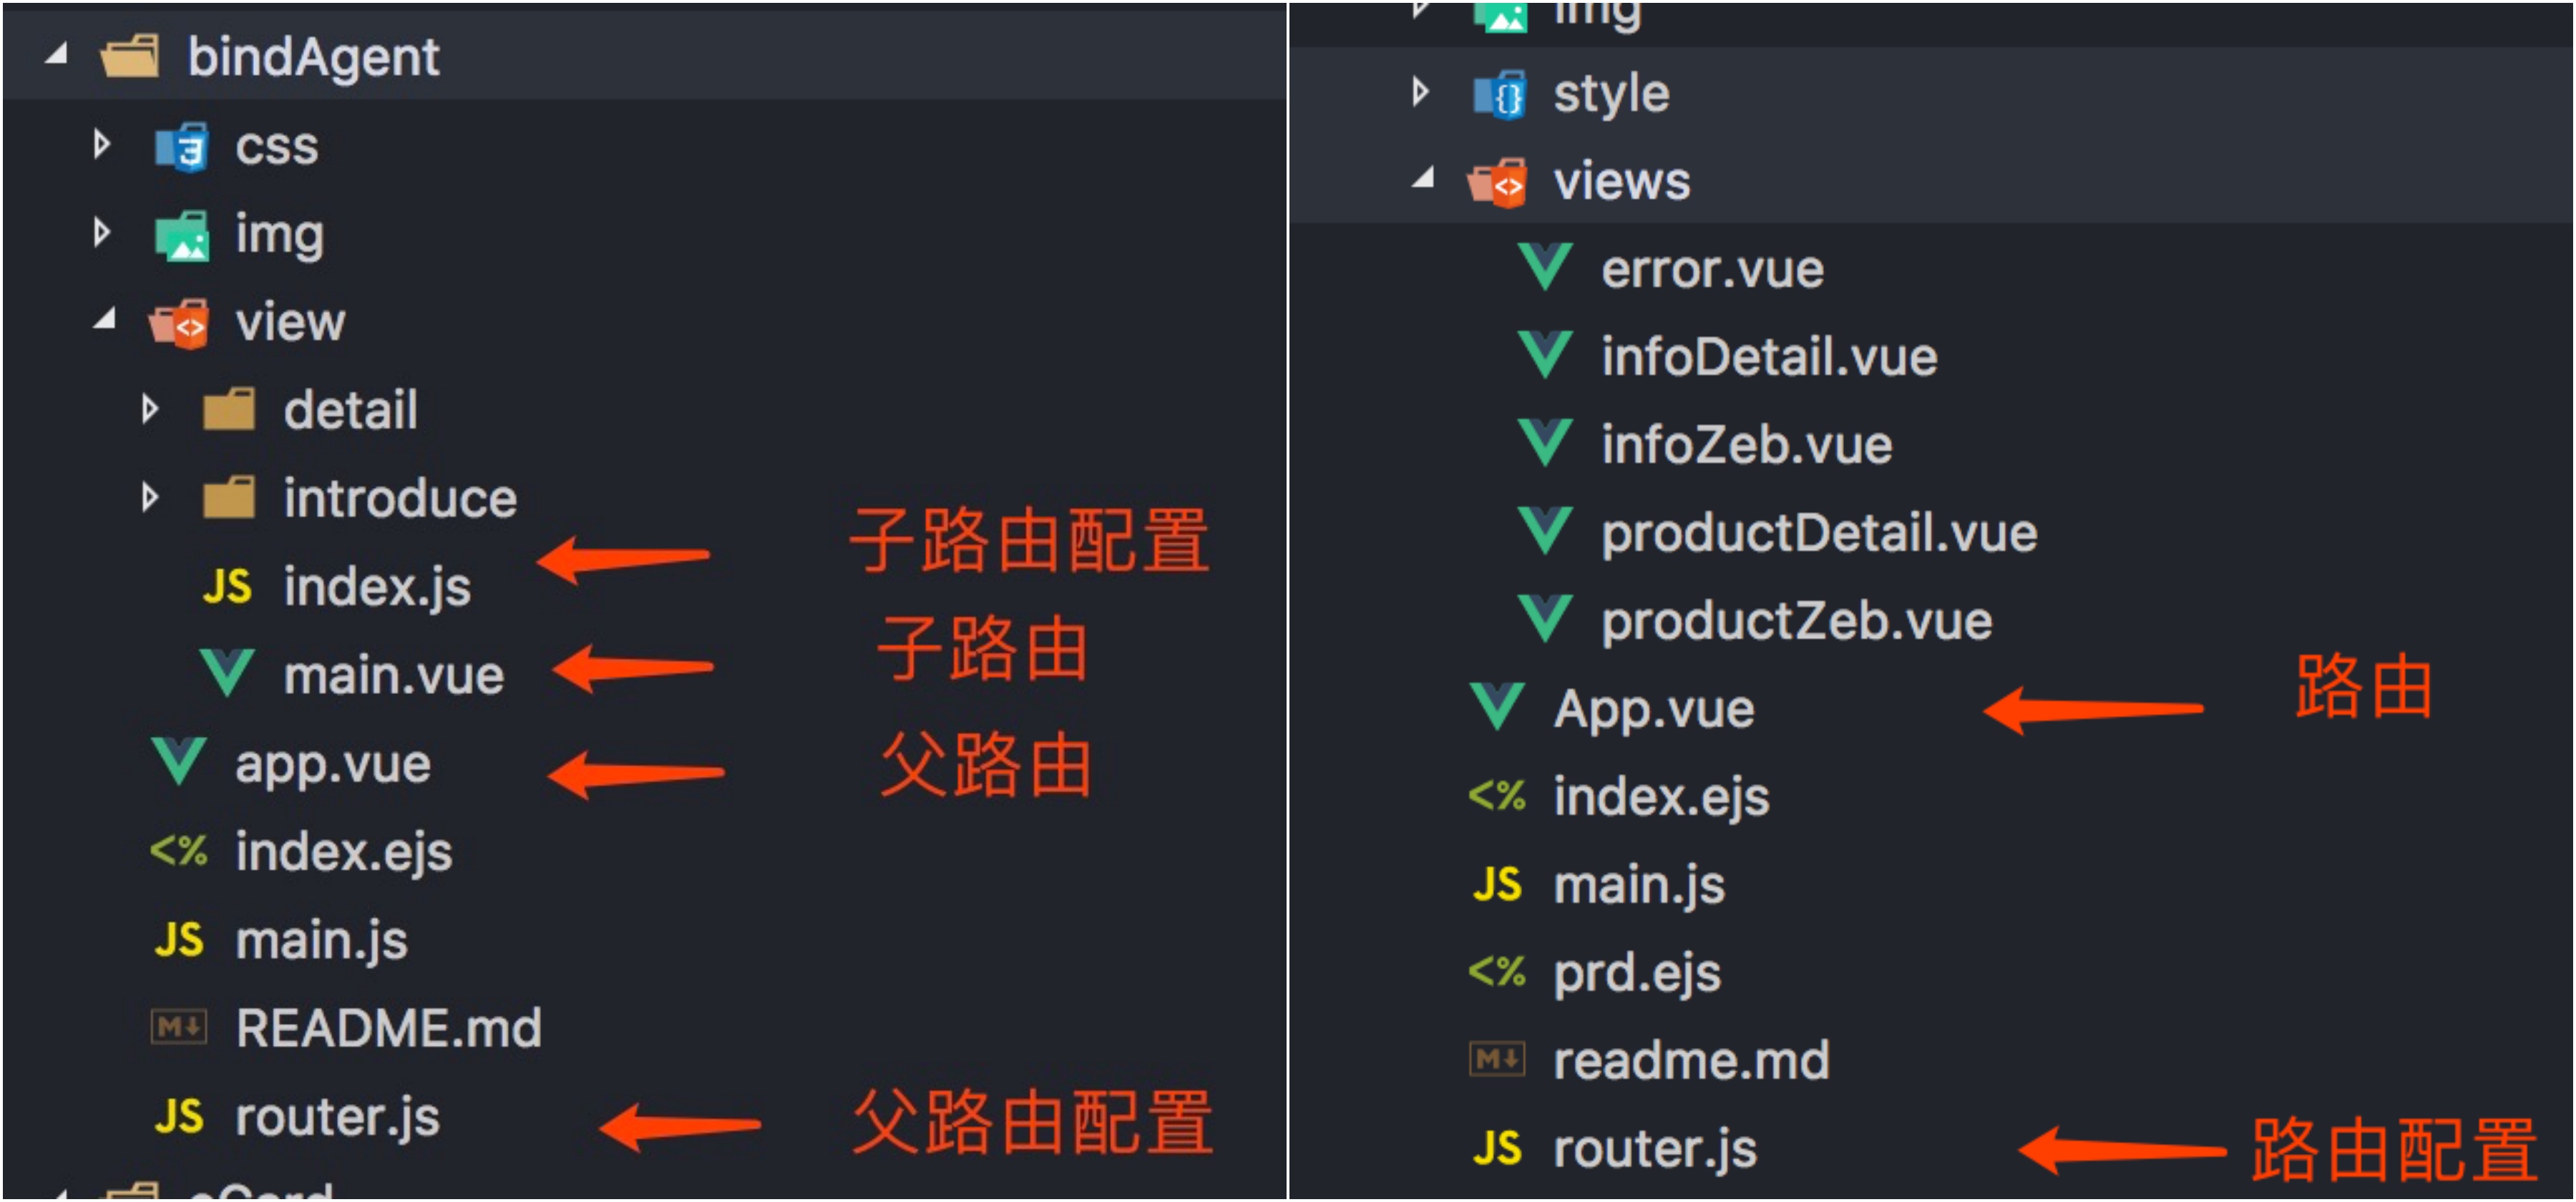 bindAgent
css
img
view
detail
introduce
子路由配置
JS index.js
子路由
main.vue
父路由
app.vue
<% index.ejs
JS main.js
M↓ README.md
父路由配置
JS router.js
img
style
views
error.vue
infoDetail.vue
infoZeb.vue
productDetail.vue
productZeb.vue
路由
App.vue
<% index.ejs
JS main.js
<% prd.ejs
M↓ readme.md
JS router.js
路由配置